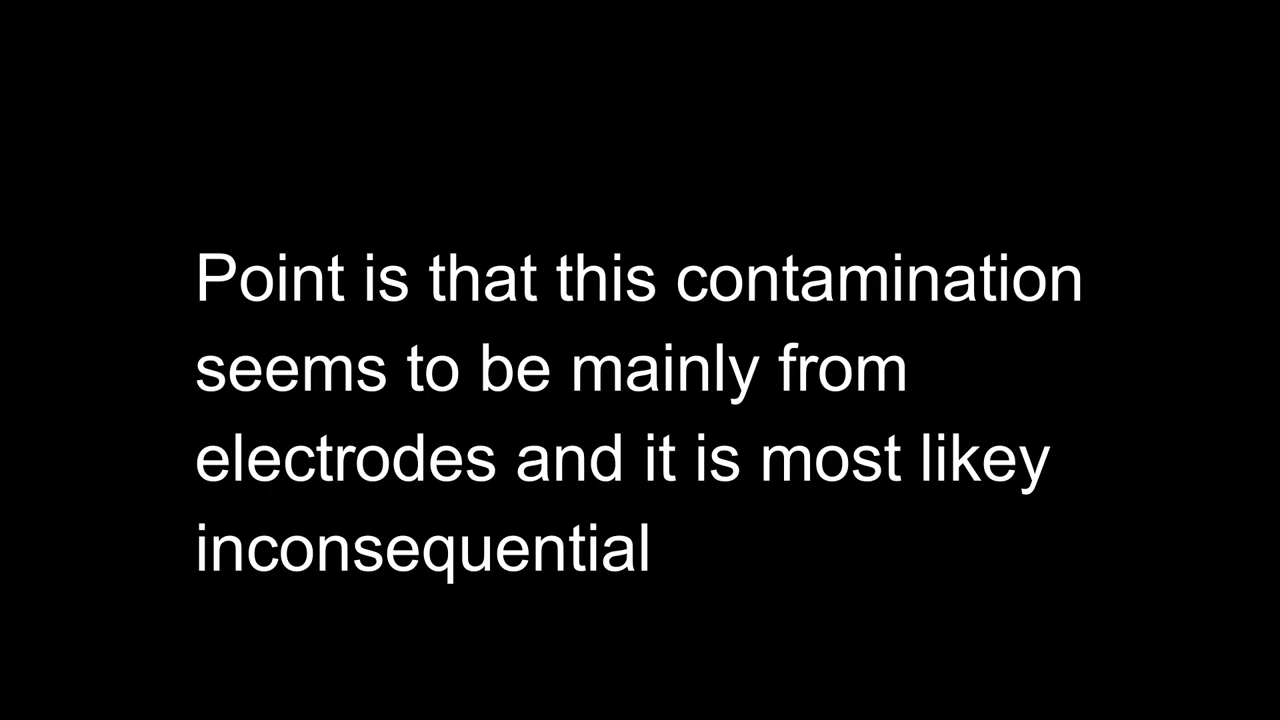 Point is that this contamination
seems to be mainly from
electrodes and it is most likey
inconsequential